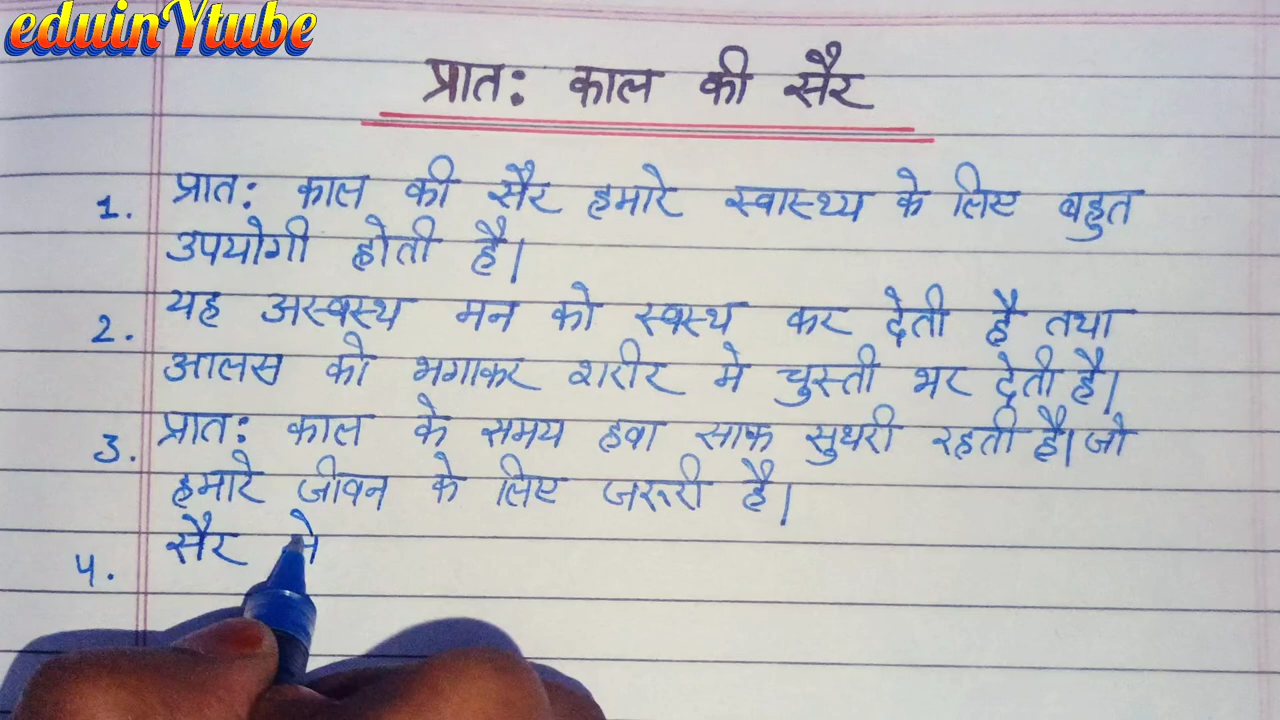 eduinYtube
प्रात: काल की सैर
1. प्रात: काल की सैर हमारे स्वास्थ्य के लिए बहुत
उपयोगी होती है।
2. यह अस्वस्थ मन को स्वस्थ कर देती है तथा
आलस को भगाकर शरीर मे चुस्ती भर देती है।
3. प्रात: काल के समय हवा साफ सुथरी रहती है। जो
हमारे जीवन के लिए जरूरी है।
4. सैर